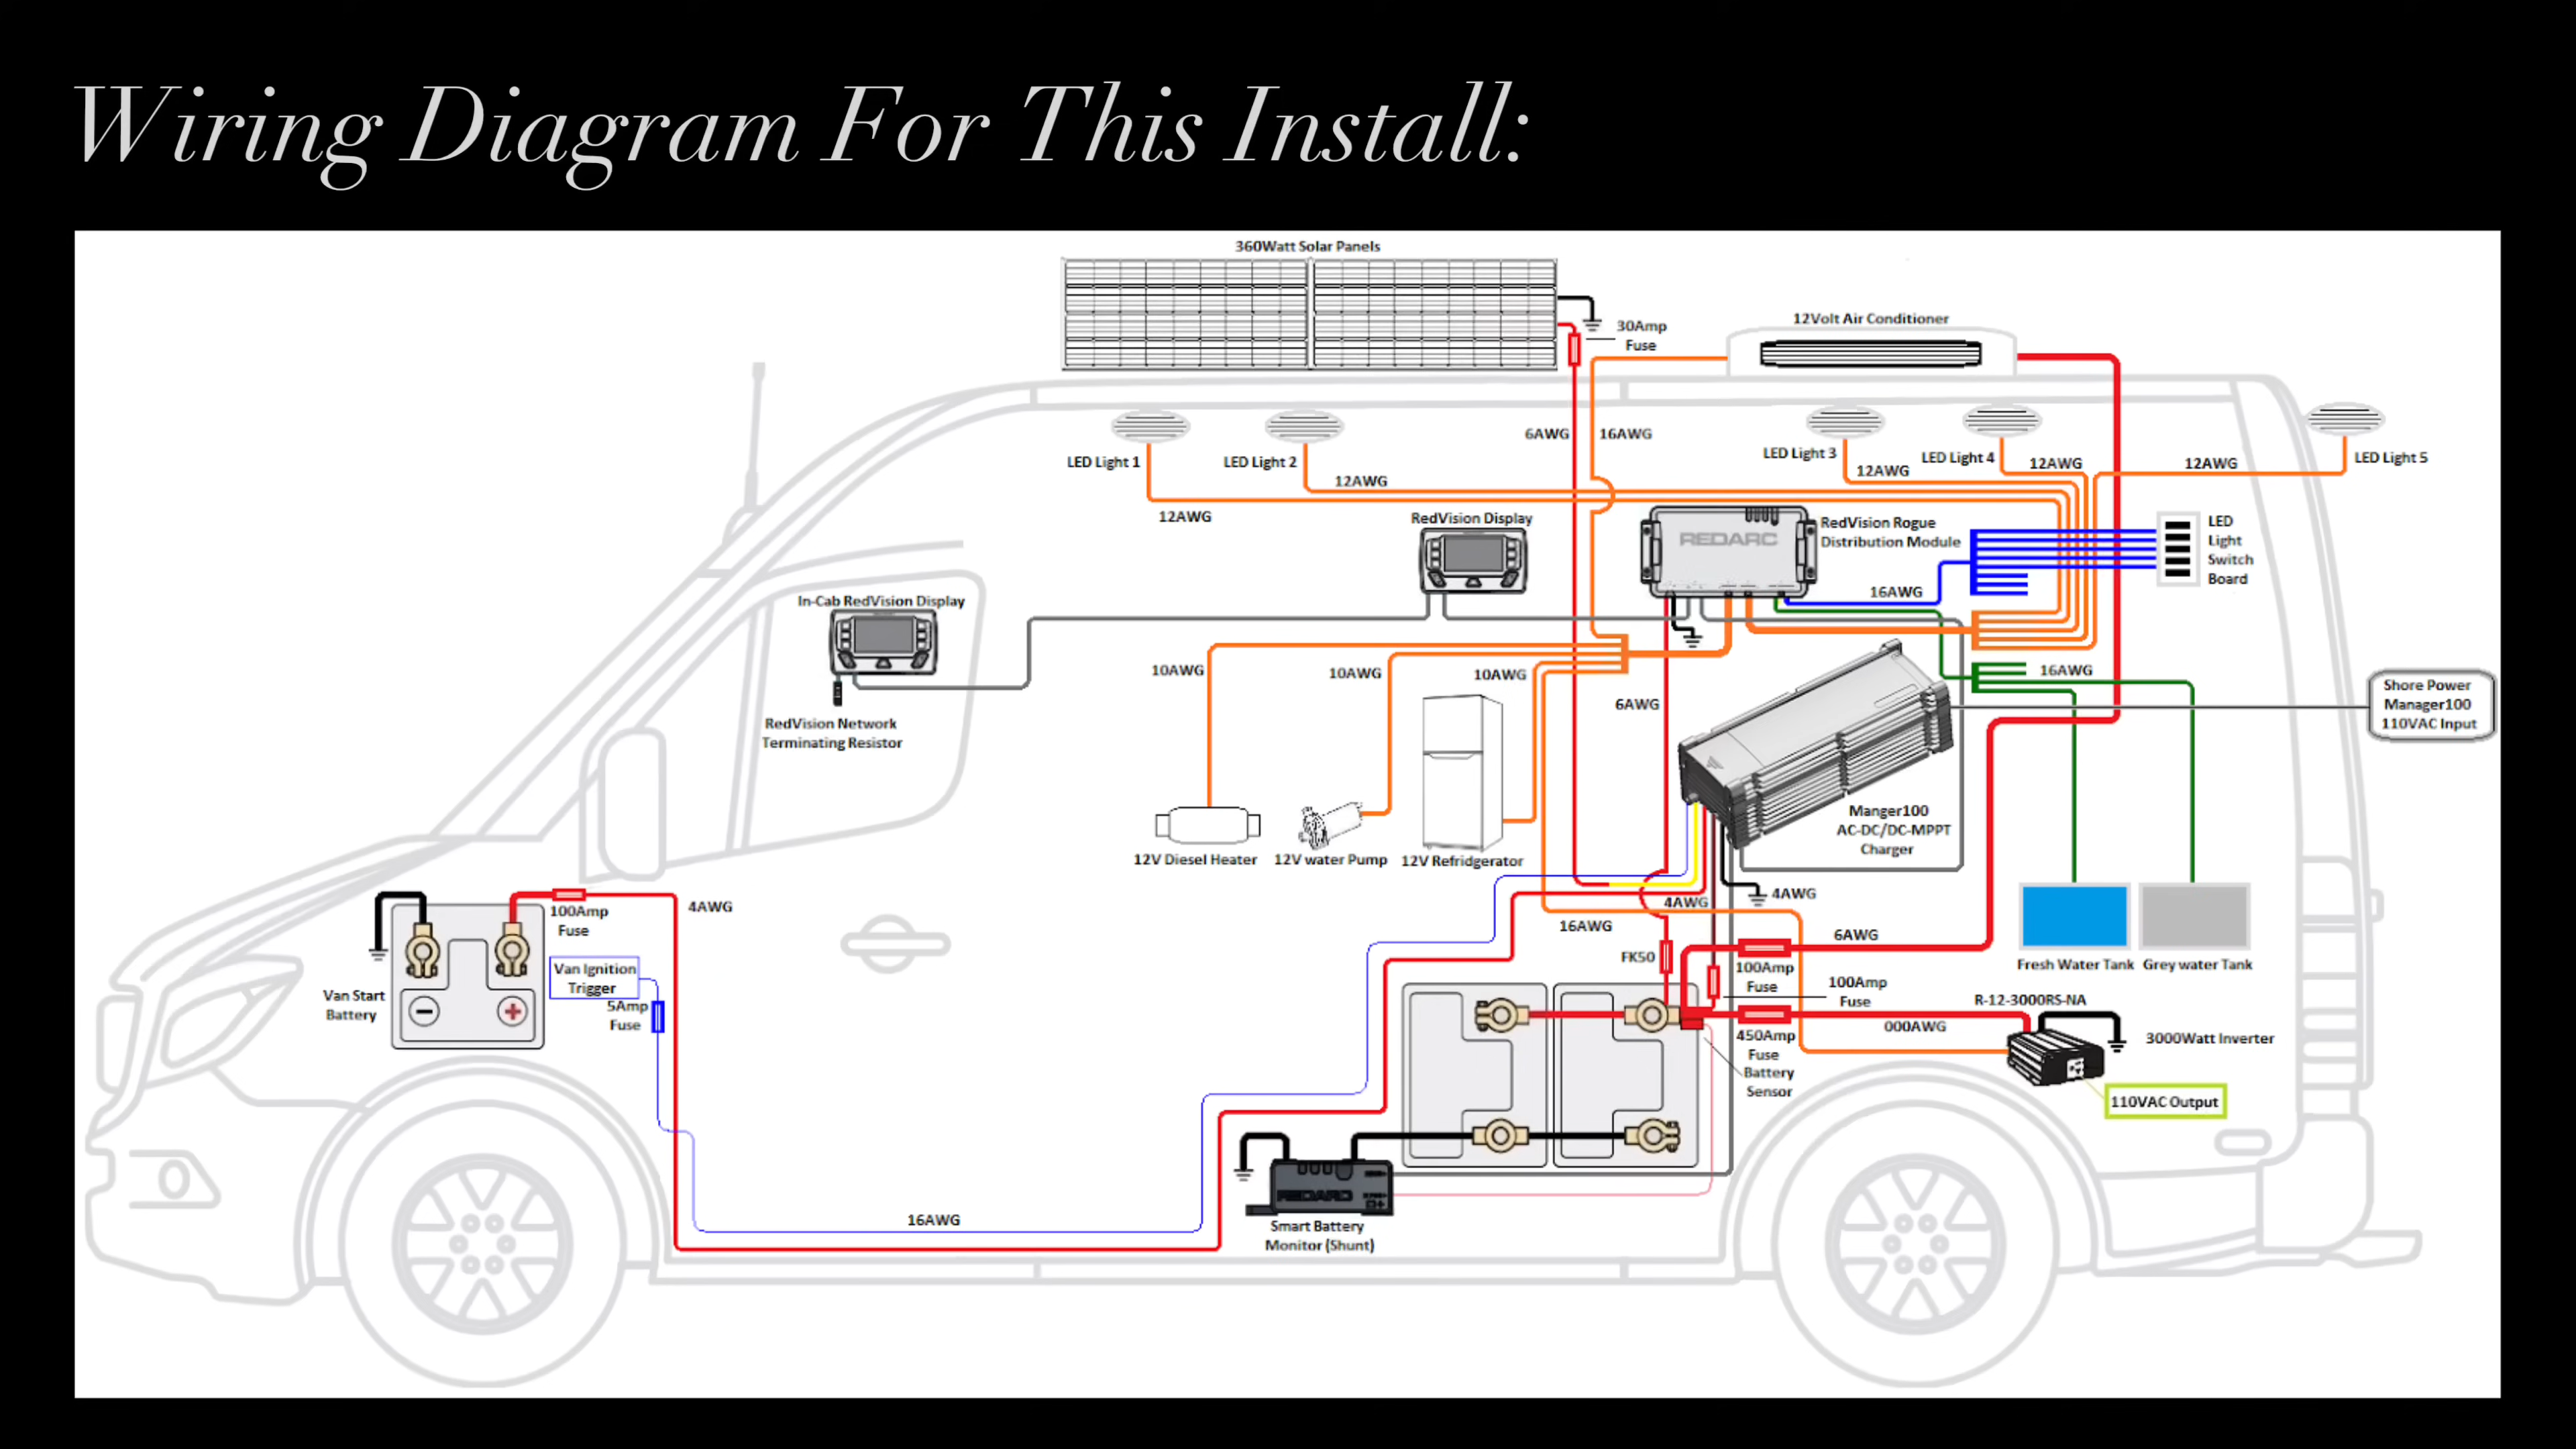 Wiring Diagram For This Install:
360Watt Solar Panels
12Volt Air Conditioner
30Amp
Fuse
6AWG
16AWG
LED Light 1
LED Light 2
LED Light 3
LED Light 4
LED Light 5
12AWG
12AWG
12AWG
12AWG
12AWG
RedVision Display
REDARC
RedVision Rogue
Distribution Module
LED
Light
Switch
Board
16AWG
In-Cab RedVision Display
RedVision Network
Terminating Resistor
10AWG
10AWG
10AWG
6AWG
16AWG
Shore Power
Manager100
110VAC Input
Manger100
AC-DC/DC-MPPT
Charger
12V Diesel Heater
12V water Pump
12V Refridgerator
100Amp
Fuse
4AWG
4AWG
4AWG
16AWG
6AWG
FK50
100Amp
Fuse
100Amp
Fuse
Fresh Water Tank
Grey water Tank
Van Ignition
Trigger
5Amp
Fuse
Van Start
Battery
R-12-3000RS-NA
000AWG
3000Watt Inverter
450Amp
Fuse
Battery
Sensor
110VAC Output
REDARC
16AWG
Smart Battery
Monitor (Shunt)